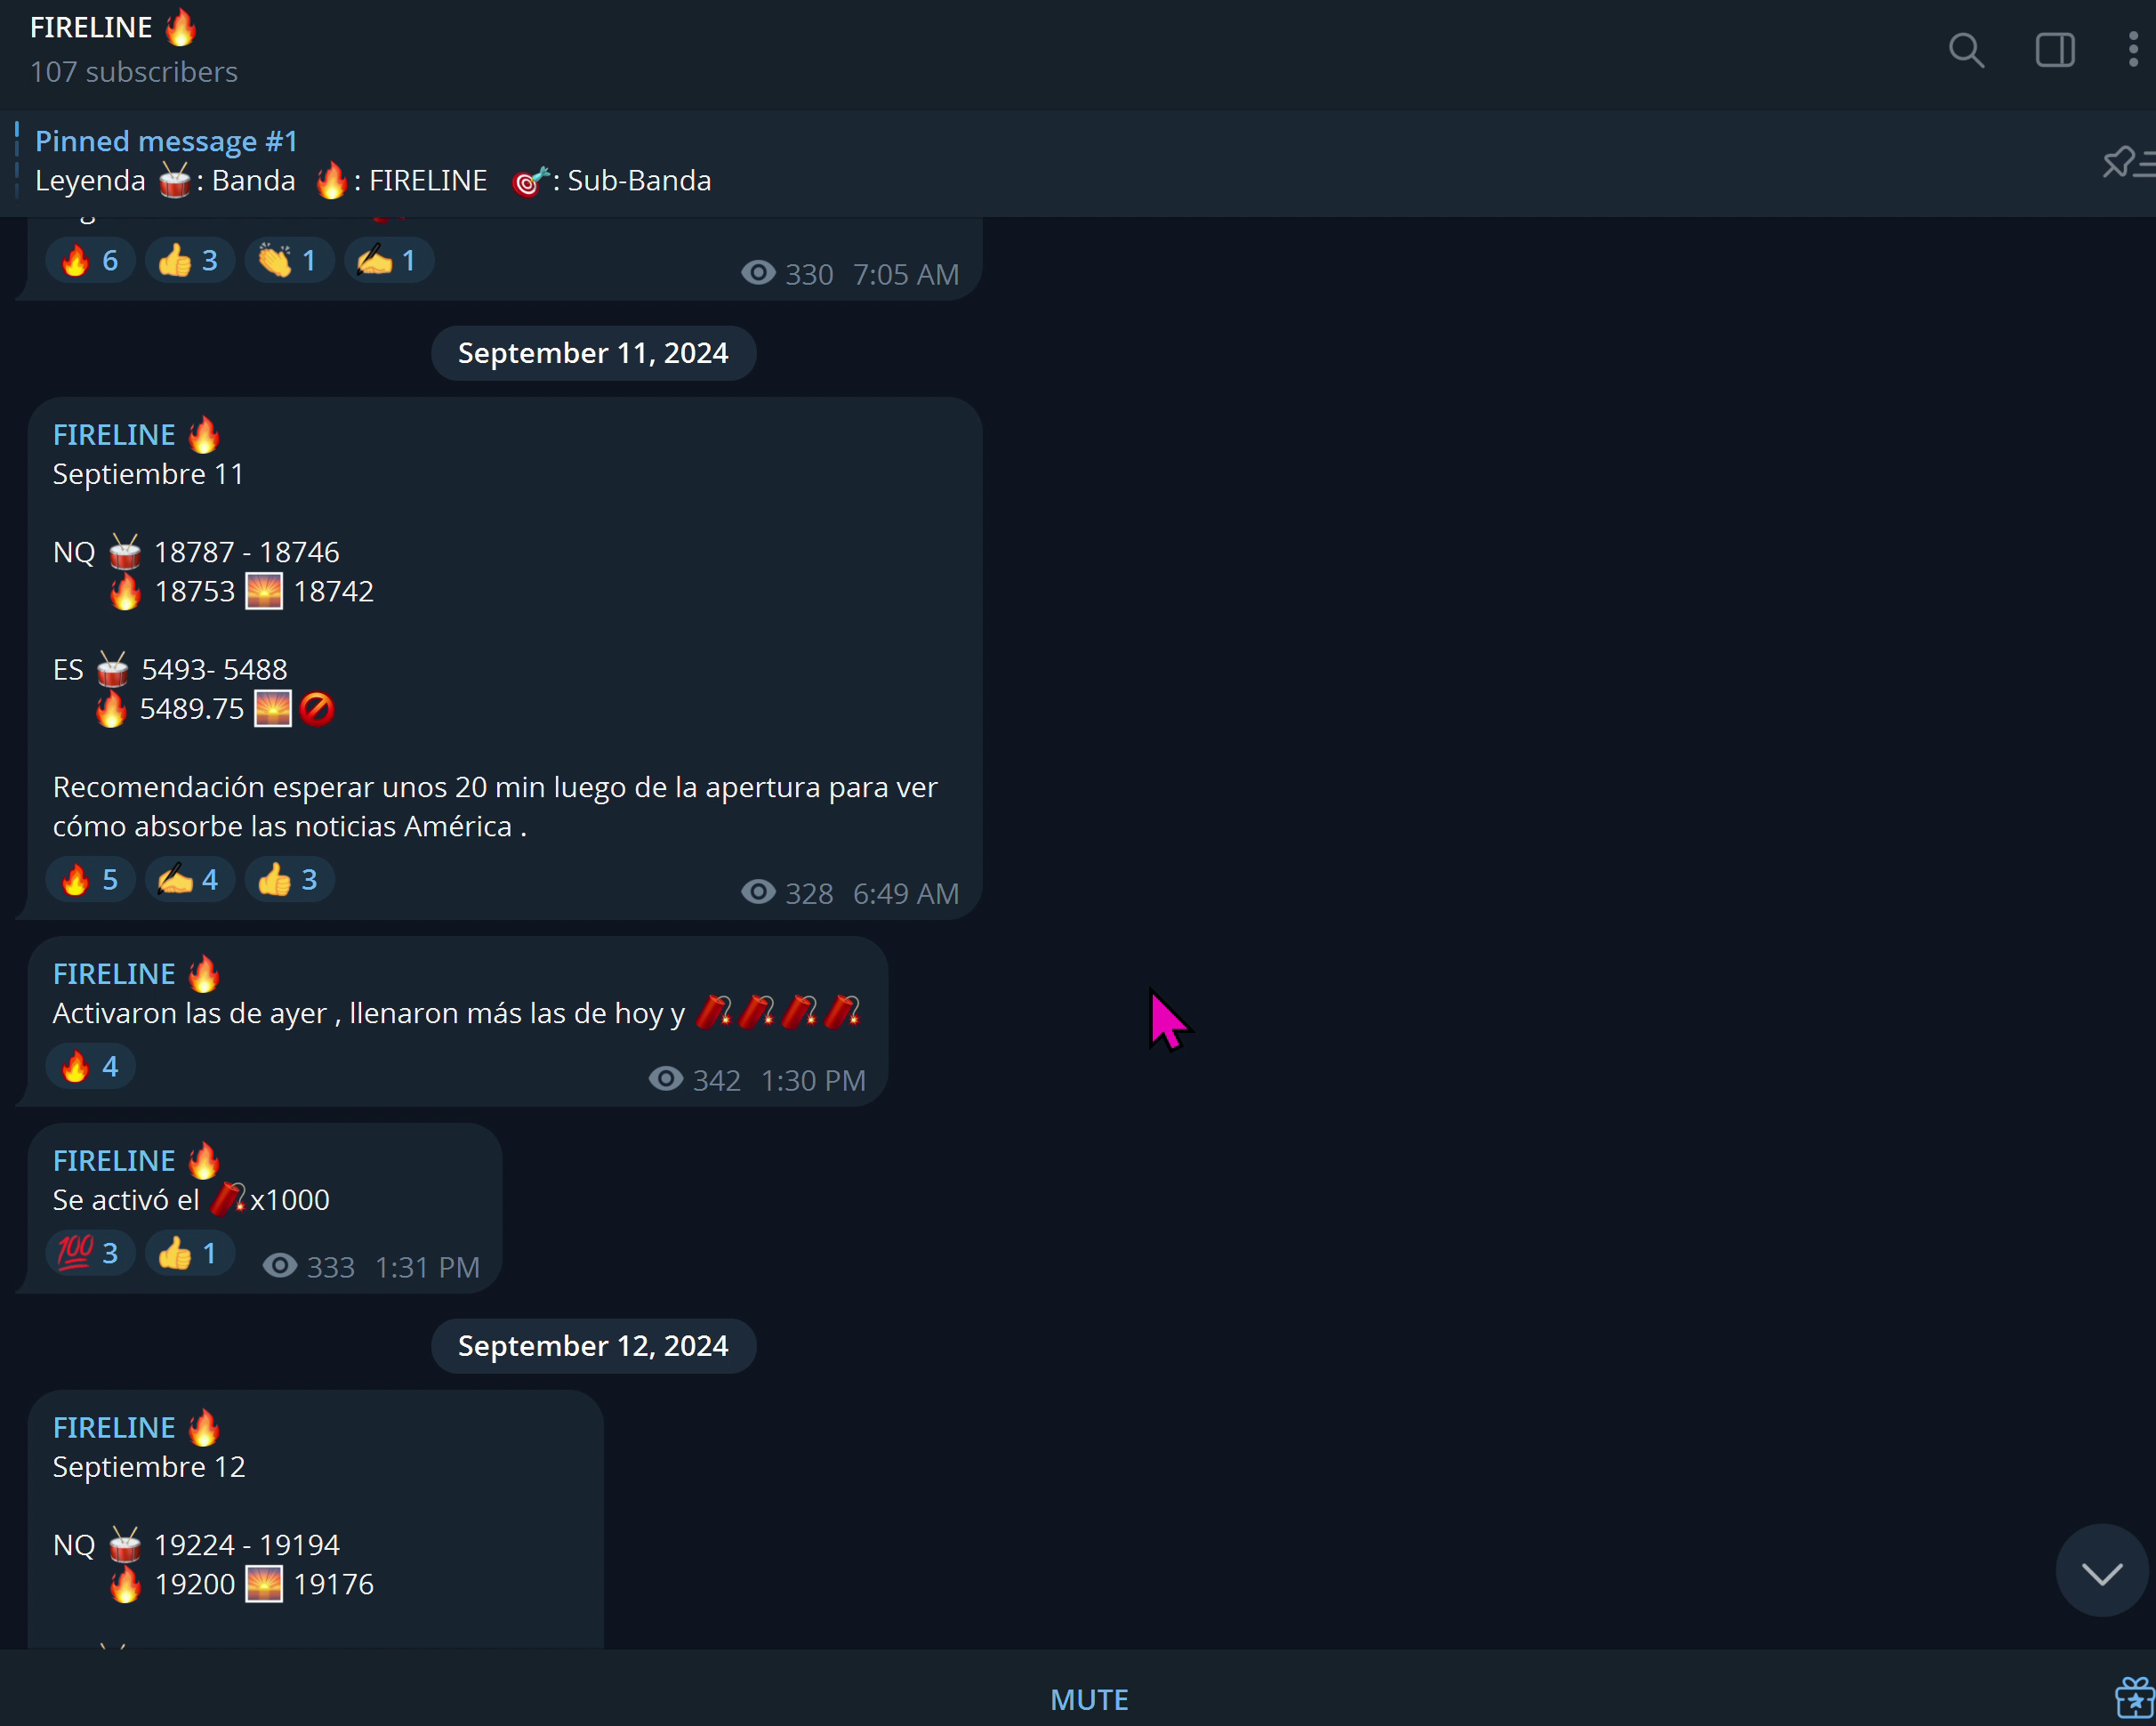 FIRELINE 🔥
107 subscribers
Pinned message #1
Leyenda 🥁: Banda 🔥: FIRELINE 🎯: Sub-Banda
🔥 6 👍 3 👏 1 ✍️ 1 330 7:05 AM
September 11, 2024
FIRELINE 🔥
Septiembre 11
NQ 🥁 18787 - 18746
🔥 18753 🌅 18742
ES 🥁 5493- 5488
🔥 5489.75 🌅🚫
Recomendación esperar unos 20 min luego de la apertura para ver
cómo absorbe las noticias América .
🔥 5 ✍️ 4 👍 3 328 6:49 AM
FIRELINE 🔥
Activaron las de ayer , llenaron más las de hoy y 🧨🧨🧨🧨
🔥 4 342 1:30 PM
FIRELINE 🔥
Se activó el 🧨x1000
💯 3 👍 1 333 1:31 PM
September 12, 2024
FIRELINE 🔥
Septiembre 12
NQ 🥁 19224 - 19194
🔥 19200 🌅 19176
MUTE